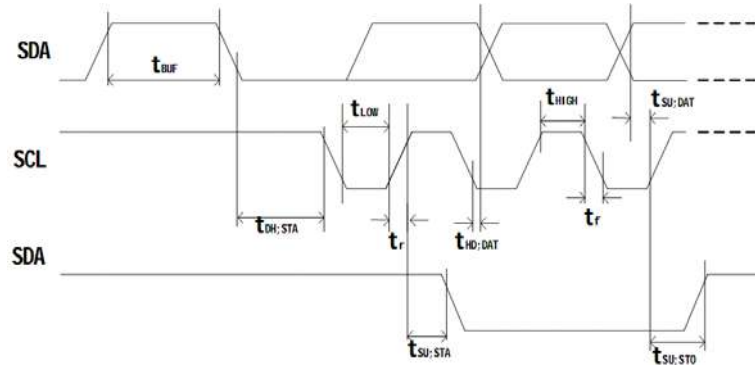 SDA
tBUF
tLOW
tHIGH
tSU;DAT
SCL
tDH;STA
tr
tHD;DAT
tf
SDA
tSU;STA
tSU;STO